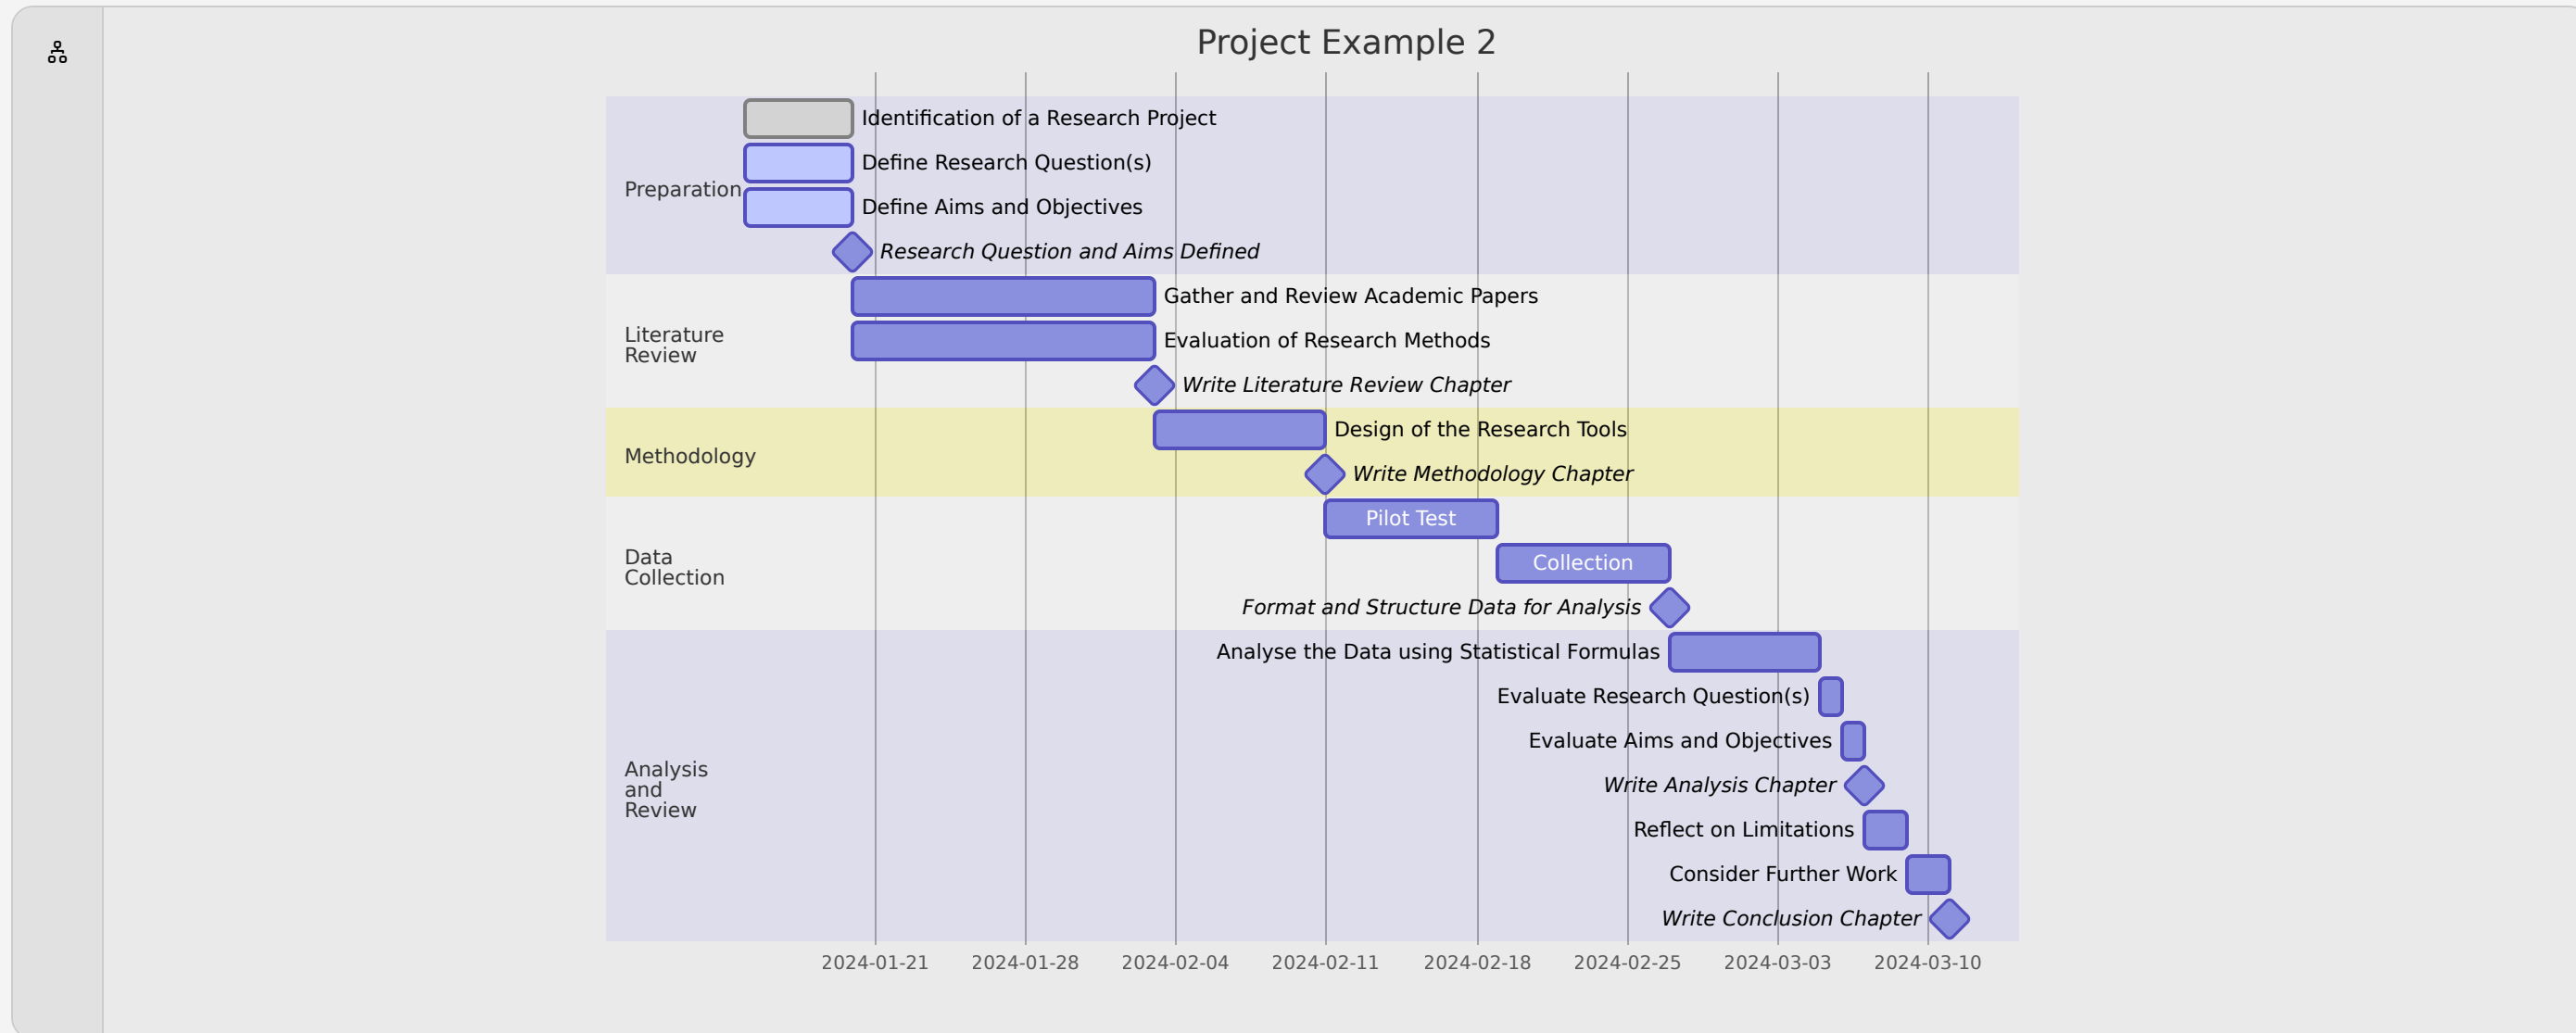 Project Example 2
Preparation
Identification of a Research Project
Define Research Question(s)
Define Aims and Objectives
Research Question and Aims Defined
Literature
Review
Gather and Review Academic Papers
Evaluation of Research Methods
Write Literature Review Chapter
Methodology
Design of the Research Tools
Write Methodology Chapter
Data
Collection
Pilot Test
Collection
Format and Structure Data for Analysis
Analysis
and
Review
Analyse the Data using Statistical Formulas
Evaluate Research Question(s)
Evaluate Aims and Objectives
Write Analysis Chapter
Reflect on Limitations
Consider Further Work
Write Conclusion Chapter
2024-01-21 2024-01-28 2024-02-04 2024-02-11 2024-02-18 2024-02-25 2024-03-03 2024-03-10